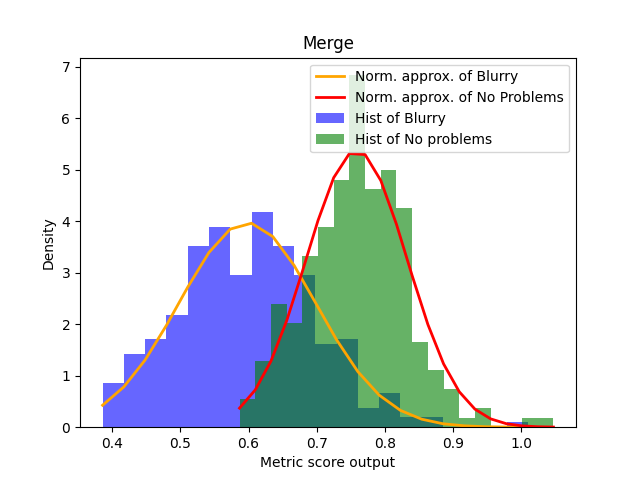 Merge
Norm. approx. of Blurry
Norm. approx. of No Problems
Hist of Blurry
Hist of No problems
Density
7
6
5
4
3
2
1
0
0.4 0.5 0.6 0.7 0.8 0.9 1.0
Metric score output